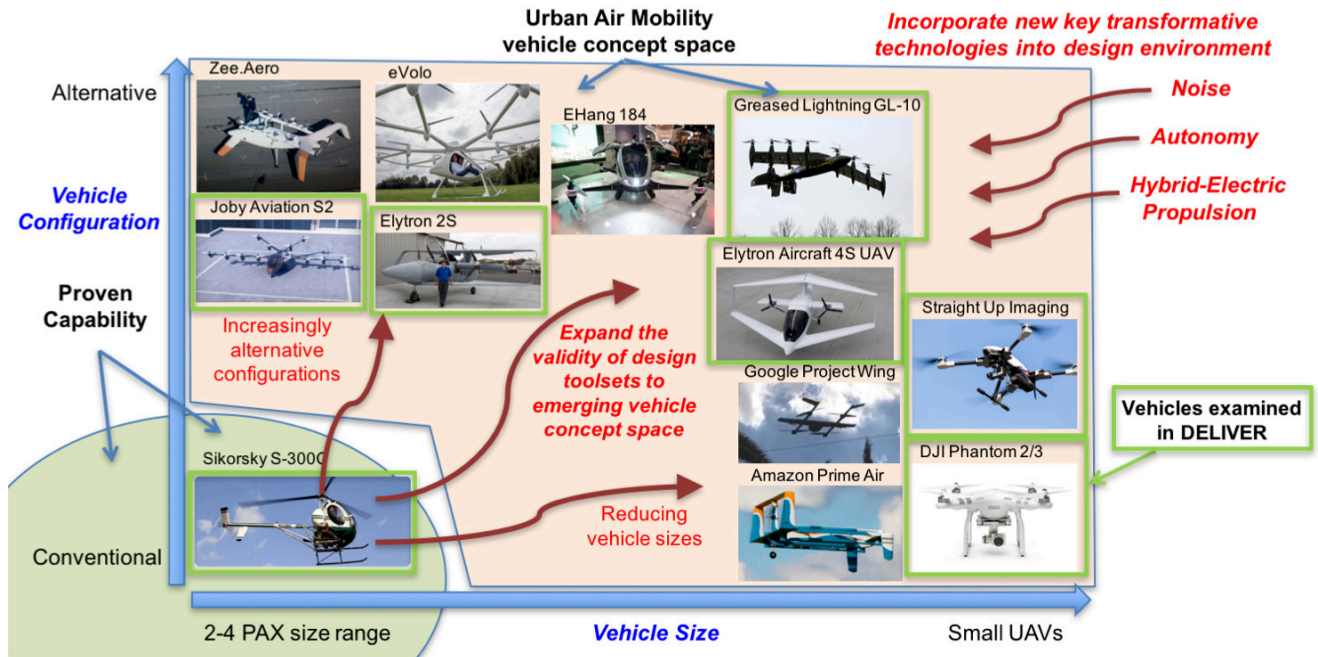 Urban Air Mobility
vehicle concept space
Incorporate new key transformative
technologies into design environment
Alternative
Zee.Aero
eVolo
EHang 184
Greased Lightning GL-10
Noise
Autonomy
Hybrid-Electric
Propulsion
Vehicle
Configuration
Joby Aviation S2
Elytron 2S
Elytron Aircraft 4S UAV
Proven
Capability
Increasingly
alternative
configurations
Expand the
validity of design
toolsets to
emerging vehicle
concept space
Straight Up Imaging
Google Project Wing
Vehicles examined
in DELIVER
Sikorsky S-300C
Amazon Prime Air
DJI Phantom 2/3
Reducing
vehicle sizes
Conventional
2-4 PAX size range
Vehicle Size
Small UAVs